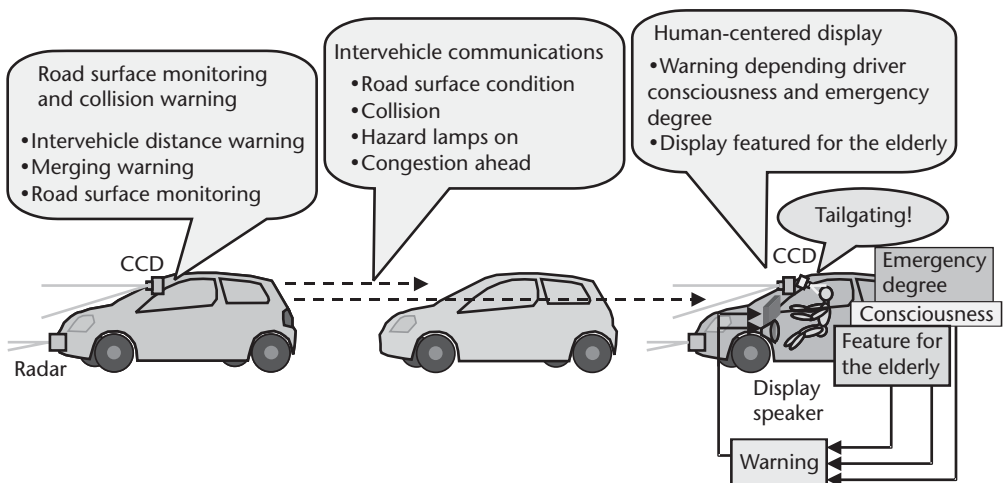 Road surface monitoring
and collision warning
•Intervehicle distance warning
•Merging warning
•Road surface monitoring
Intervehicle communications
•Road surface condition
•Collision
•Hazard lamps on
•Congestion ahead
Human-centered display
•Warning depending driver
consciousness and emergency
degree
•Display featured for the elderly
Tailgating!
CCD
Radar
CCD
Emergency
degree
Consciousness
Feature for
the elderly
Display
speaker
Warning